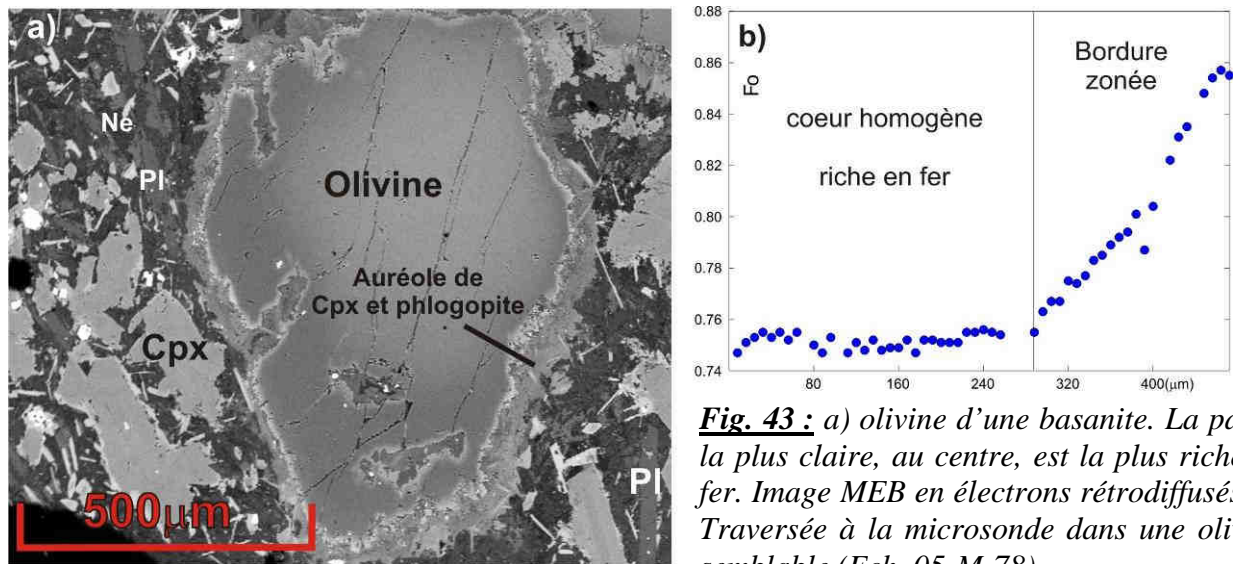 a)
Ne
Pl
Olivine
Auréole de
Cpx et phlogopite
Cpx
Pl
500µm
b)
Fo
0.88
0.86
0.84
0.82
0.80
0.78
0.76
0.74
coeur homogène
riche en fer
Bordure
zonée
80
160
240
320
400(µm)
Fig. 43 : a) olivine d’une basanite. La
la plus claire, au centre, est la plus
fer. Image MEB en électrons rétrodiffusés
Traversée à la microsonde dans une